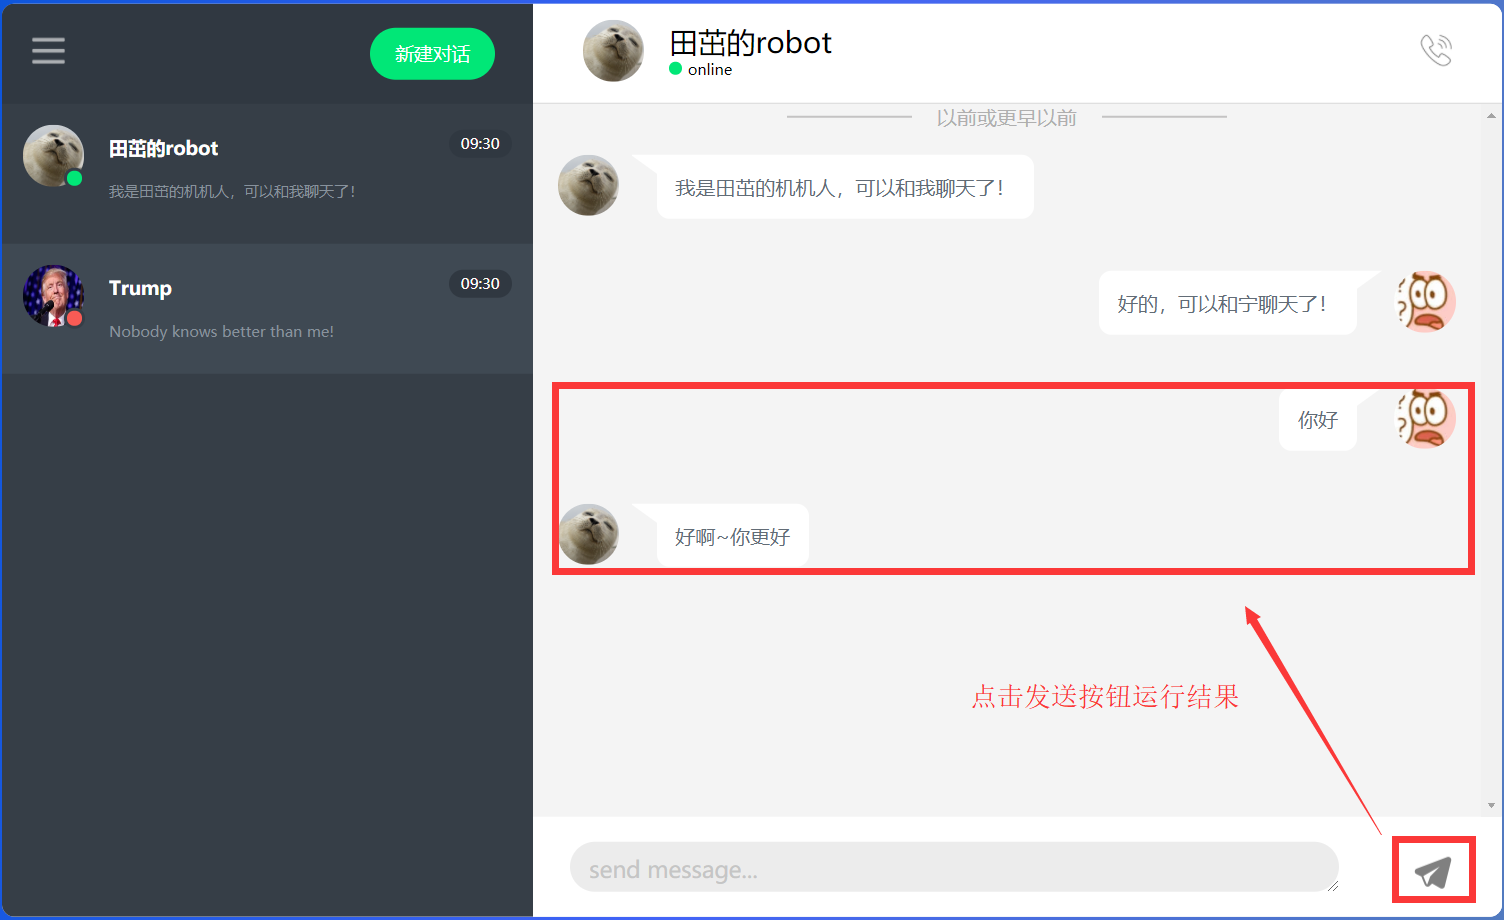 新建对话
田茁的robot
09:30
我是田茁的机机人，可以和我聊天了！
Trump
09:30
Nobody knows better than me!
田茁的robot
online
以前或更早以前
我是田茁的机机人，可以和我聊天了！
好的，可以和宁聊天了！
你好
好啊~你更好
点击发送按钮运行结果
send message...